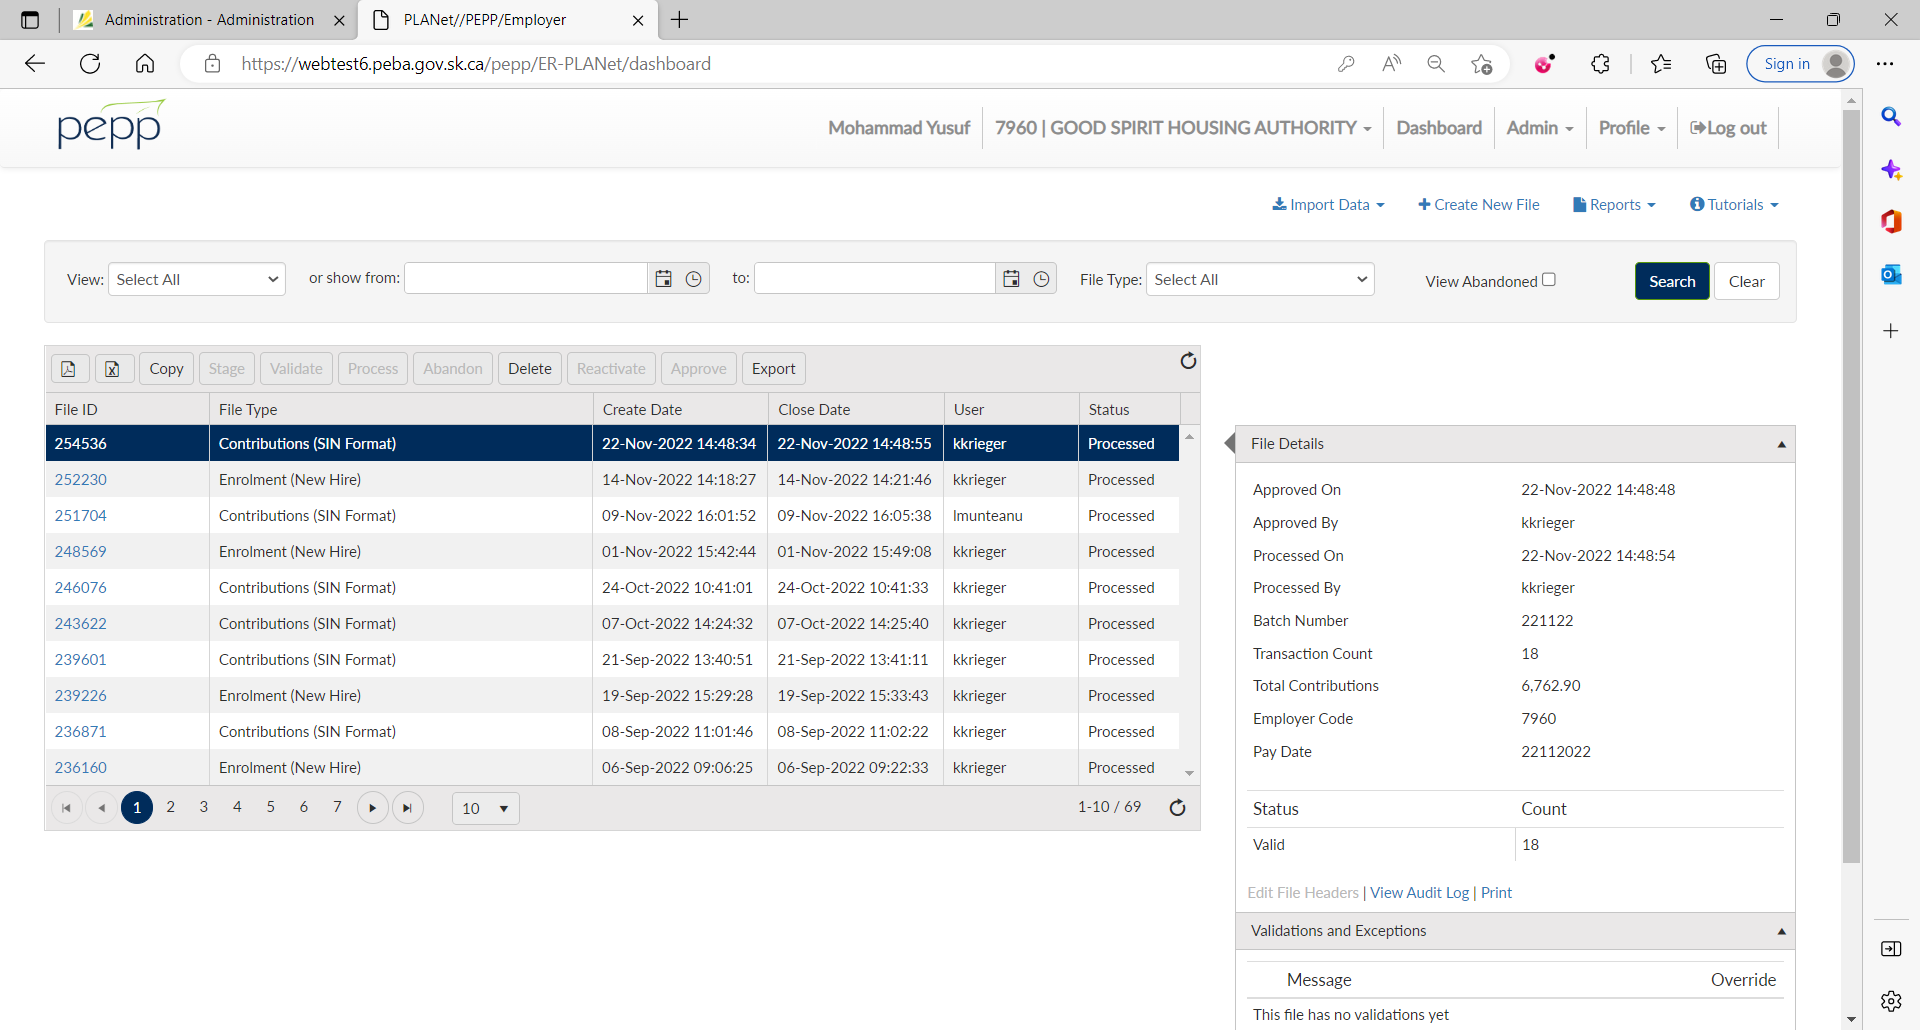 Administration - Administration
PLANet//PEPP/Employer
https://webtest6.peba.gov.sk.ca/pepp/ER-PLANet/dashboard
Sign in
pepp
Mohammad Yusuf
7960 | GOOD SPIRIT HOUSING AUTHORITY
Dashboard
Admin
Profile
Log out
Import Data
Create New File
Reports
Tutorials
View: Select All
or show from:
to:
File Type: Select All
View Abandoned
Search
Clear
Copy Stage Validate Process Abandon Delete Reactivate Approve Export
File ID File Type Create Date Close Date User Status
254536 Contributions (SIN Format) 22-Nov-2022 14:48:34 22-Nov-2022 14:48:55 kkrieger Processed
252230 Enrolment (New Hire) 14-Nov-2022 14:18:27 14-Nov-2022 14:21:46 kkrieger Processed
251704 Contributions (SIN Format) 09-Nov-2022 16:01:52 09-Nov-2022 16:05:38 lmunteanu Processed
248569 Enrolment (New Hire) 01-Nov-2022 15:42:44 01-Nov-2022 15:49:08 kkrieger Processed
246076 Contributions (SIN Format) 24-Oct-2022 10:41:01 24-Oct-2022 10:41:33 kkrieger Processed
243622 Contributions (SIN Format) 07-Oct-2022 14:24:32 07-Oct-2022 14:25:40 kkrieger Processed
239601 Contributions (SIN Format) 21-Sep-2022 13:40:51 21-Sep-2022 13:41:11 kkrieger Processed
239226 Enrolment (New Hire) 19-Sep-2022 15:29:28 19-Sep-2022 15:33:43 kkrieger Processed
236871 Contributions (SIN Format) 08-Sep-2022 11:01:46 08-Sep-2022 11:02:22 kkrieger Processed
236160 Enrolment (New Hire) 06-Sep-2022 09:06:25 06-Sep-2022 09:22:33 kkrieger Processed
1 2 3 4 5 6 7 10 1-10 / 69
File Details
Approved On 22-Nov-2022 14:48:48
Approved By kkrieger
Processed On 22-Nov-2022 14:48:54
Processed By kkrieger
Batch Number 221122
Transaction Count 18
Total Contributions 6,762.90
Employer Code 7960
Pay Date 22112022
Status Count
Valid 18
Edit File Headers | View Audit Log | Print
Validations and Exceptions
Message Override
This file has no validations yet